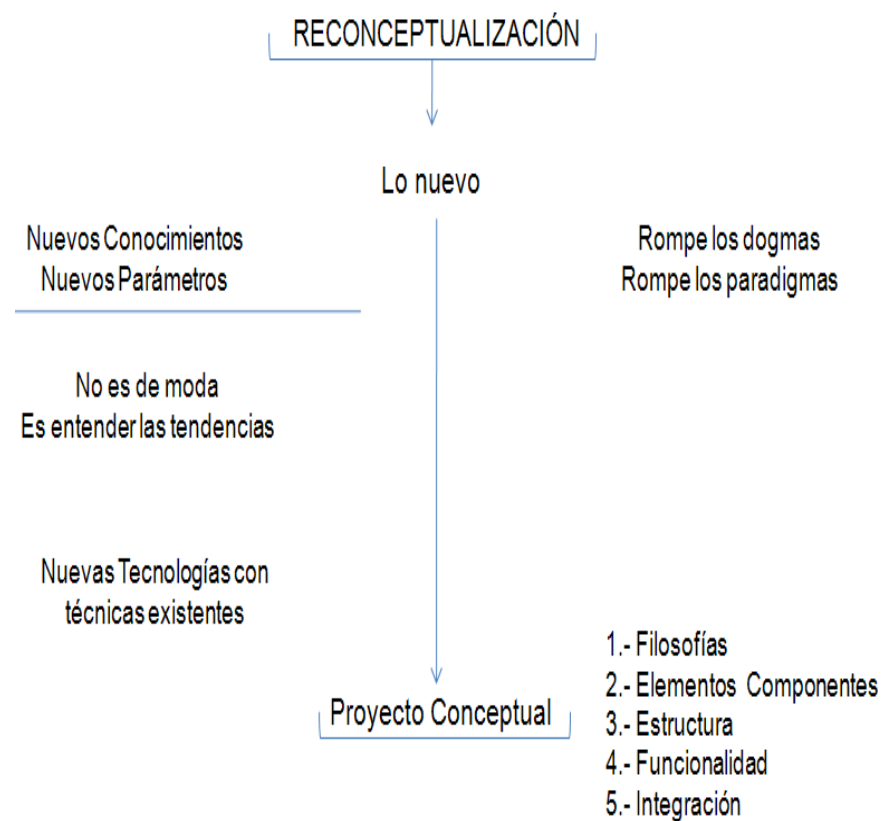 RECONCEPTUALIZACIÓN
Lo nuevo
Nuevos Conocimientos
Nuevos Parámetros
Rompe los dogmas
Rompe los paradigmas
No es de moda
Es entender las tendencias
Nuevas Tecnologías con
técnicas existentes
Proyecto Conceptual
1.- Filosofías
2.- Elementos Componentes
3.- Estructura
4.- Funcionalidad
5.- Integración